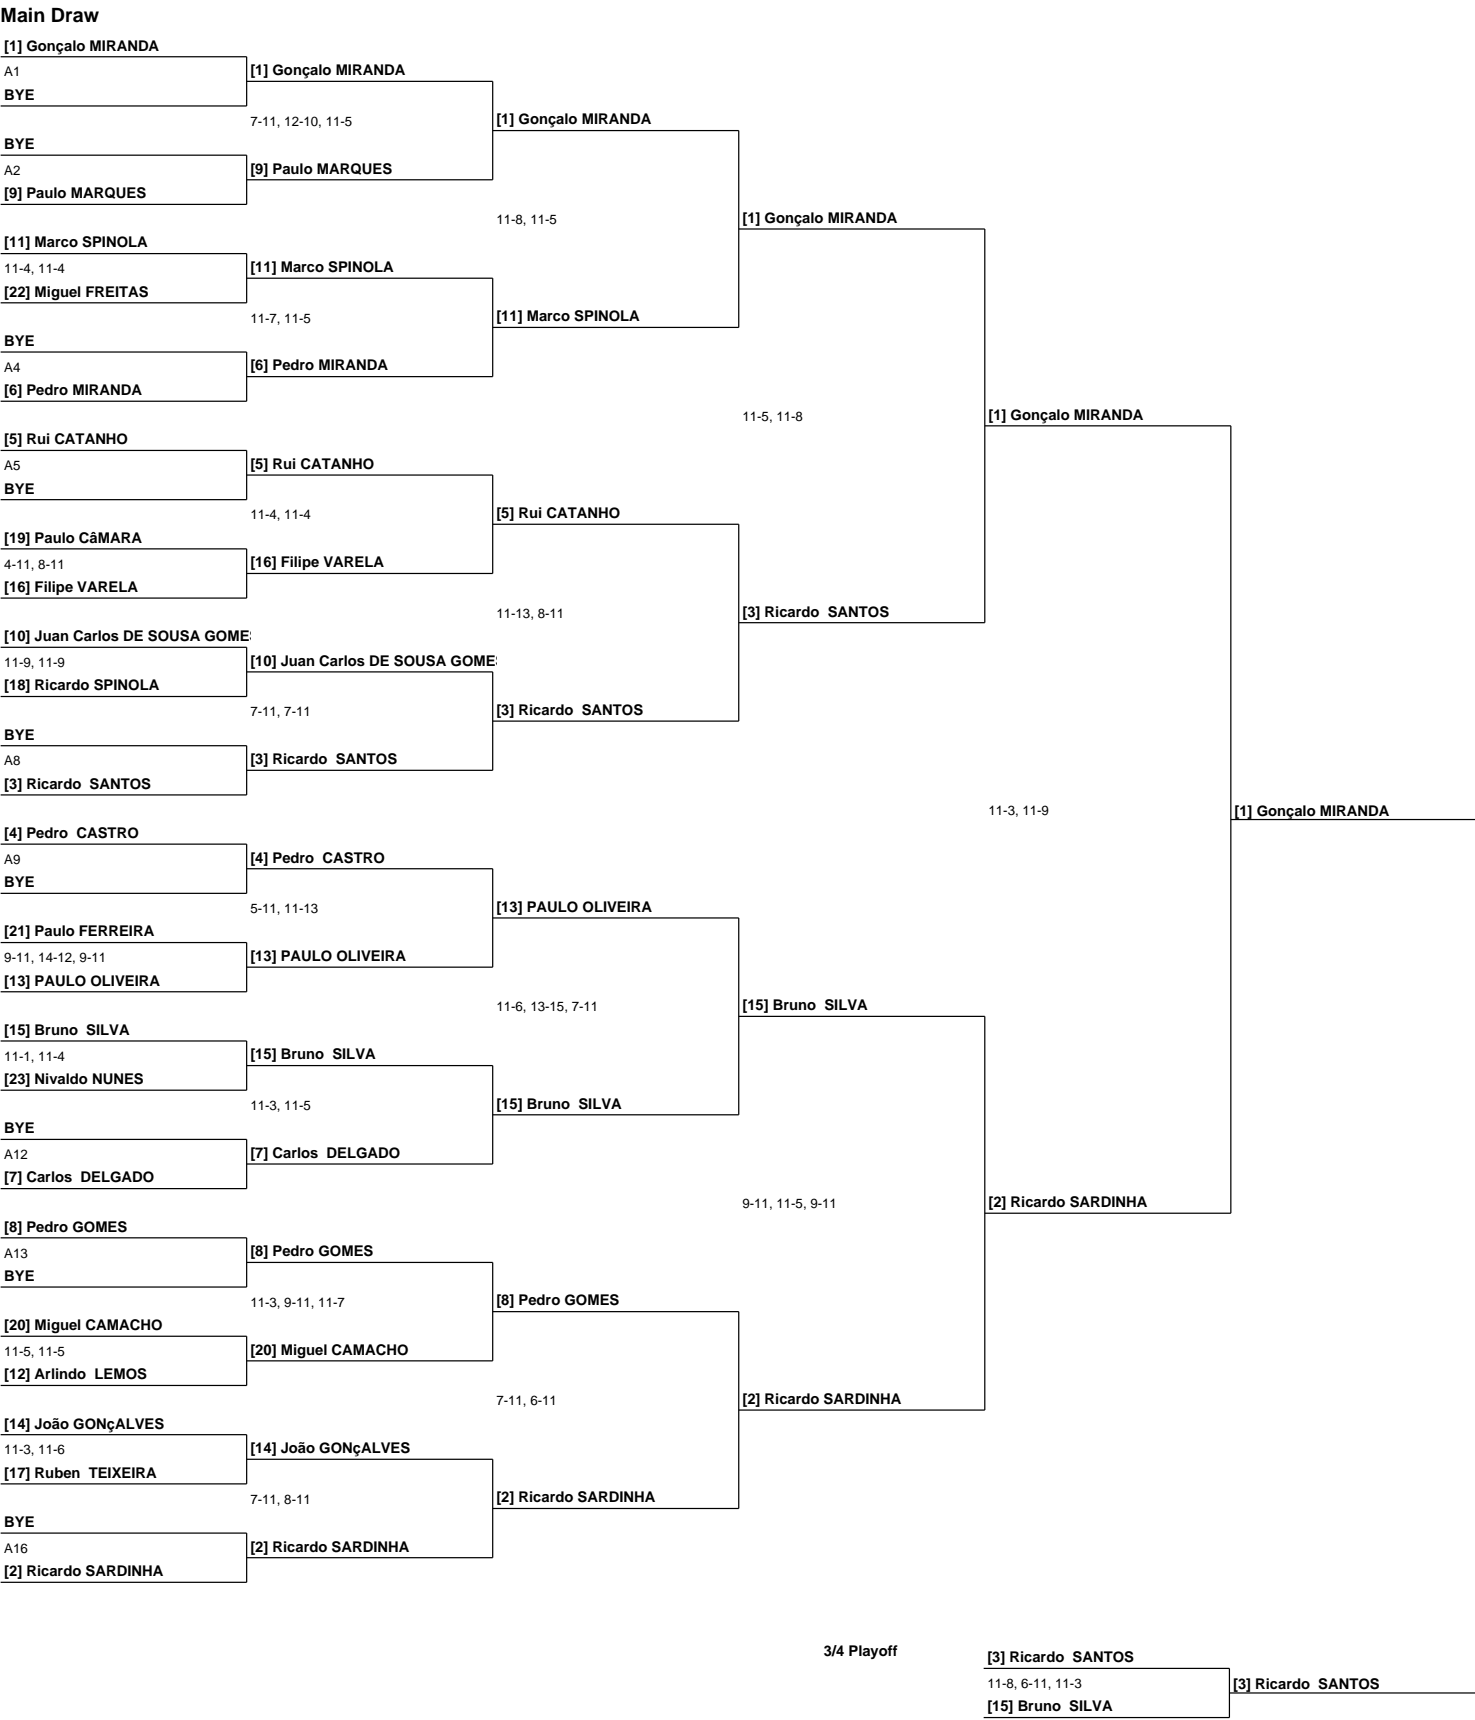 Main Draw
[1] Gonçalo MIRANDA
A1
[1] Gonçalo MIRANDA
BYE
7-11, 12-10, 11-5
[1] Gonçalo MIRANDA
BYE
A2
[9] Paulo MARQUES
[9] Paulo MARQUES
11-8, 11-5
[1] Gonçalo MIRANDA
[11] Marco SPINOLA
11-4, 11-4
[11] Marco SPINOLA
[22] Miguel FREITAS
11-7, 11-5
[11] Marco SPINOLA
BYE
A4
[6] Pedro MIRANDA
[6] Pedro MIRANDA
11-5, 11-8
[1] Gonçalo MIRANDA
[5] Rui CATANHO
A5
[5] Rui CATANHO
BYE
11-4, 11-4
[5] Rui CATANHO
[19] Paulo CâMARA
4-11, 8-11
[16] Filipe VARELA
[16] Filipe VARELA
11-13, 8-11
[3] Ricardo SANTOS
[10] Juan Carlos DE SOUSA GOME
11-9, 11-9
[10] Juan Carlos DE SOUSA GOME
[18] Ricardo SPINOLA
7-11, 7-11
[3] Ricardo SANTOS
BYE
A8
[3] Ricardo SANTOS
[3] Ricardo SANTOS
11-3, 11-9
[1] Gonçalo MIRANDA
[4] Pedro CASTRO
A9
[4] Pedro CASTRO
BYE
5-11, 11-13
[13] PAULO OLIVEIRA
[21] Paulo FERREIRA
9-11, 14-12, 9-11
[13] PAULO OLIVEIRA
[13] PAULO OLIVEIRA
11-6, 13-15, 7-11
[15] Bruno SILVA
[15] Bruno SILVA
11-1, 11-4
[15] Bruno SILVA
[23] Nivaldo NUNES
11-3, 11-5
[15] Bruno SILVA
BYE
A12
[7] Carlos DELGADO
[7] Carlos DELGADO
9-11, 11-5, 9-11
[2] Ricardo SARDINHA
[8] Pedro GOMES
A13
[8] Pedro GOMES
BYE
11-3, 9-11, 11-7
[8] Pedro GOMES
[20] Miguel CAMACHO
11-5, 11-5
[20] Miguel CAMACHO
[12] Arlindo LEMOS
7-11, 6-11
[2] Ricardo SARDINHA
[14] João GONçALVES
11-3, 11-6
[14] João GONçALVES
[17] Ruben TEIXEIRA
7-11, 8-11
[2] Ricardo SARDINHA
BYE
A16
[2] Ricardo SARDINHA
[2] Ricardo SARDINHA
3/4 Playoff
[3] Ricardo SANTOS
11-8, 6-11, 11-3
[3] Ricardo SANTOS
[15] Bruno SILVA